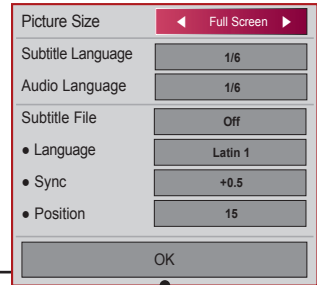 Picture Size ◀ Full Screen ▶
Subtitle Language 1/6
Audio Language 1/6
Subtitle File Off
● Language Latin 1
● Sync +0.5
● Position 15
OK